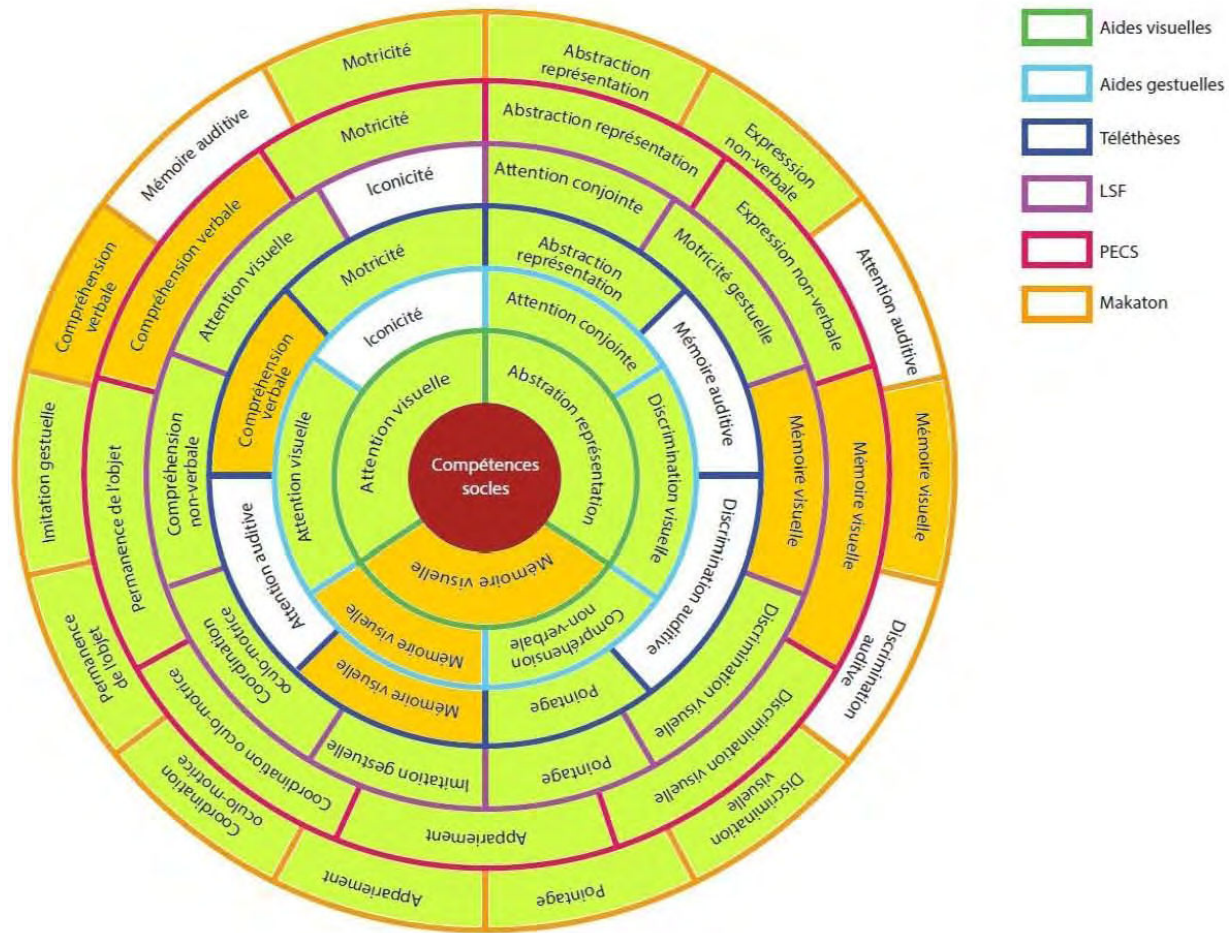 Aides visuelles
Aides gestuelles
Téléthèses
LSF
PECS
Makaton
Compétences
socles
Attention visuelle
Abstration représentation
Mémoire visuelle
Iconicité
Attention conjointe
Discrimination visuelle
Compréhension
non-verbale
Mémoire visuelle
Attention visuelle
Motricité
Abstraction
représentation
Mémoire auditive
Discrimination auditive
Pointage
Mémoire visuelle
Attention auditive
Compréhension
verbale
Iconicité
Attention conjointe
Motricité gestuelle
Mémoire visuelle
Discrimination visuelle
Pointage
Imitation gestuelle
Coordination
oculo-motrice
Compréhension
non-verbale
Attention visuelle
Motricité
Abstraction représentation
Expression non-verbale
Mémoire visuelle
Discrimination visuelle
Appariement
Coordination oculo-motrice
Permanence de l'objet
Compréhension verbale
Motricité
Abstraction
représentation
Expresssion
non-verbale
Attention auditive
Mémoire visuelle
Discrimination
auditve
Discrimination
visuelle
Pointage
Appariement
Coordination
oculo-motrice
Permanence
de l'objet
Imitation gestuelle
Compréhension
verbale
Mémoire auditive